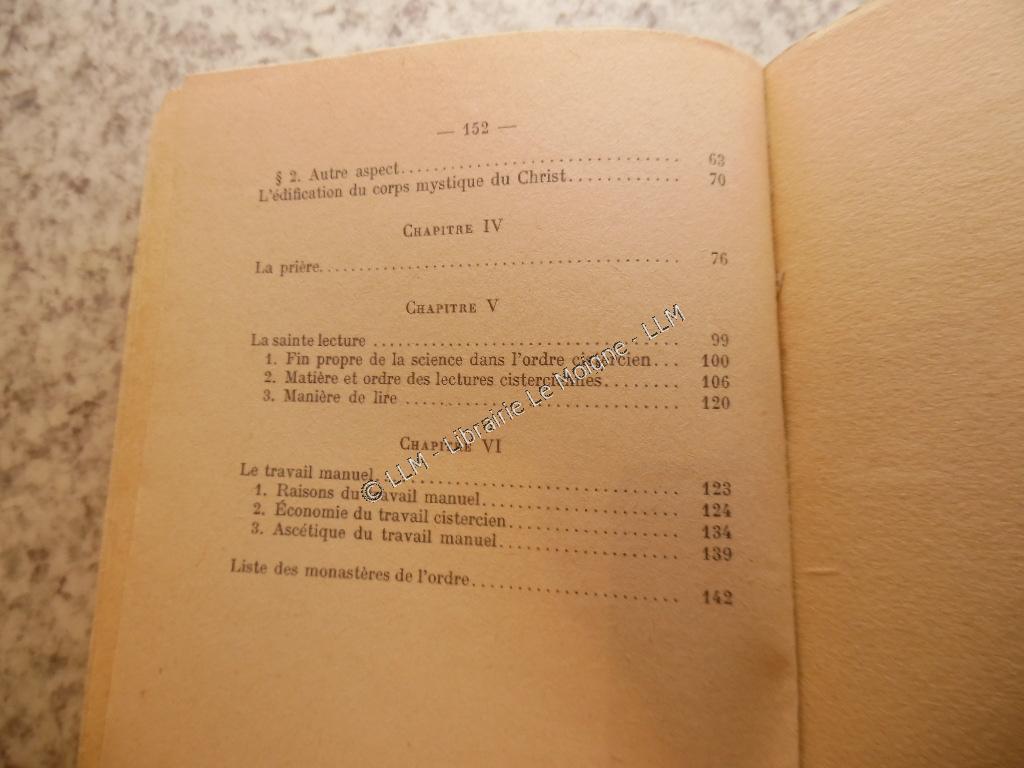 — 152 —
§ 2. Autre aspect.............................. 63
L'édification du corps mystique du Christ............ 70
CHAPITRE IV
La prière.......................................... 76
CHAPITRE V
La sainte lecture .................................. 99
1. Fin propre de la science dans l'ordre cistercien... 100
2. Matière et ordre des lectures cisterciennes........ 106
3. Manière de lire .............................. 120
CHAPITRE VI
Le travail manuel.................................. 123
1. Raisons du travail manuel...................... 124
2. Économie du travail cistercien.................. 134
3. Ascétique du travail manuel.................... 139
Liste des monastères de l'ordre........................ 142
© LLM - Librairie Le Moigne - LLM